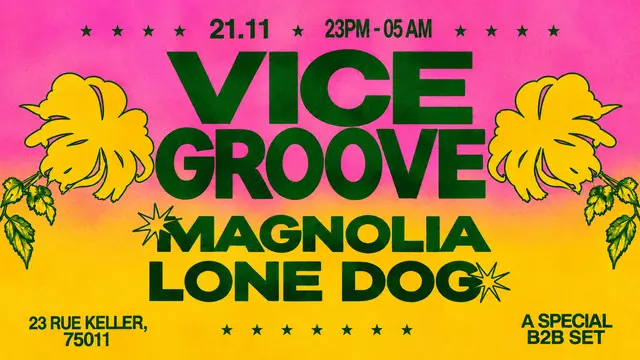 21.11
23PM - 05 AM
VICE
GROOVE
MAGNOLIA
LONE DOG
23 RUE KELLER,
75011
A SPECIAL
B2B SET